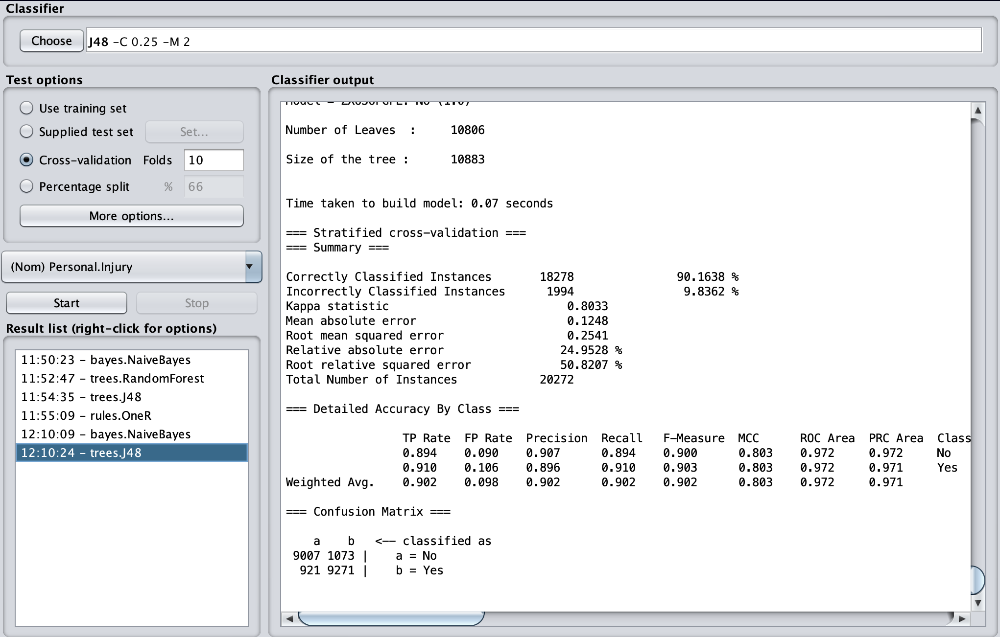 Classifier
Choose
J48 -C 0.25 -M 2
Test options
Use training set
Supplied test set
Set...
Cross-validation Folds 10
Percentage split % 66
More options...
(Nom) Personal.Injury
Start
Stop
Result list (right-click for options)
11:50:23 - bayes.NaiveBayes
11:52:47 - trees.RandomForest
11:54:35 - trees.J48
11:55:09 - rules.OneR
12:10:09 - bayes.NaiveBayes
12:10:24 - trees.J48
Classifier output
Number of Leaves  :     10806
Size of the tree :      10883
Time taken to build model: 0.07 seconds
=== Stratified cross-validation ===
=== Summary ===
Correctly Classified Instances       18278               90.1638 %
Incorrectly Classified Instances      1994                9.8362 %
Kappa statistic                          0.8033
Mean absolute error                      0.1248
Root mean squared error                  0.2541
Relative absolute error                 24.9528 %
Root relative squared error             50.8207 %
Total Number of Instances            20272
=== Detailed Accuracy By Class ===
TP Rate  FP Rate  Precision  Recall   F-Measure  MCC      ROC Area  PRC Area  Class
0.894    0.090    0.907      0.894    0.900      0.803    0.972     0.972     No
0.910    0.106    0.896      0.910    0.903      0.803    0.972     0.971     Yes
Weighted Avg.    0.902    0.098    0.902      0.902    0.902      0.803    0.972     0.971
=== Confusion Matrix ===
a    b   <-- classified as
9007 1073 |    a = No
921 9271 |    b = Yes